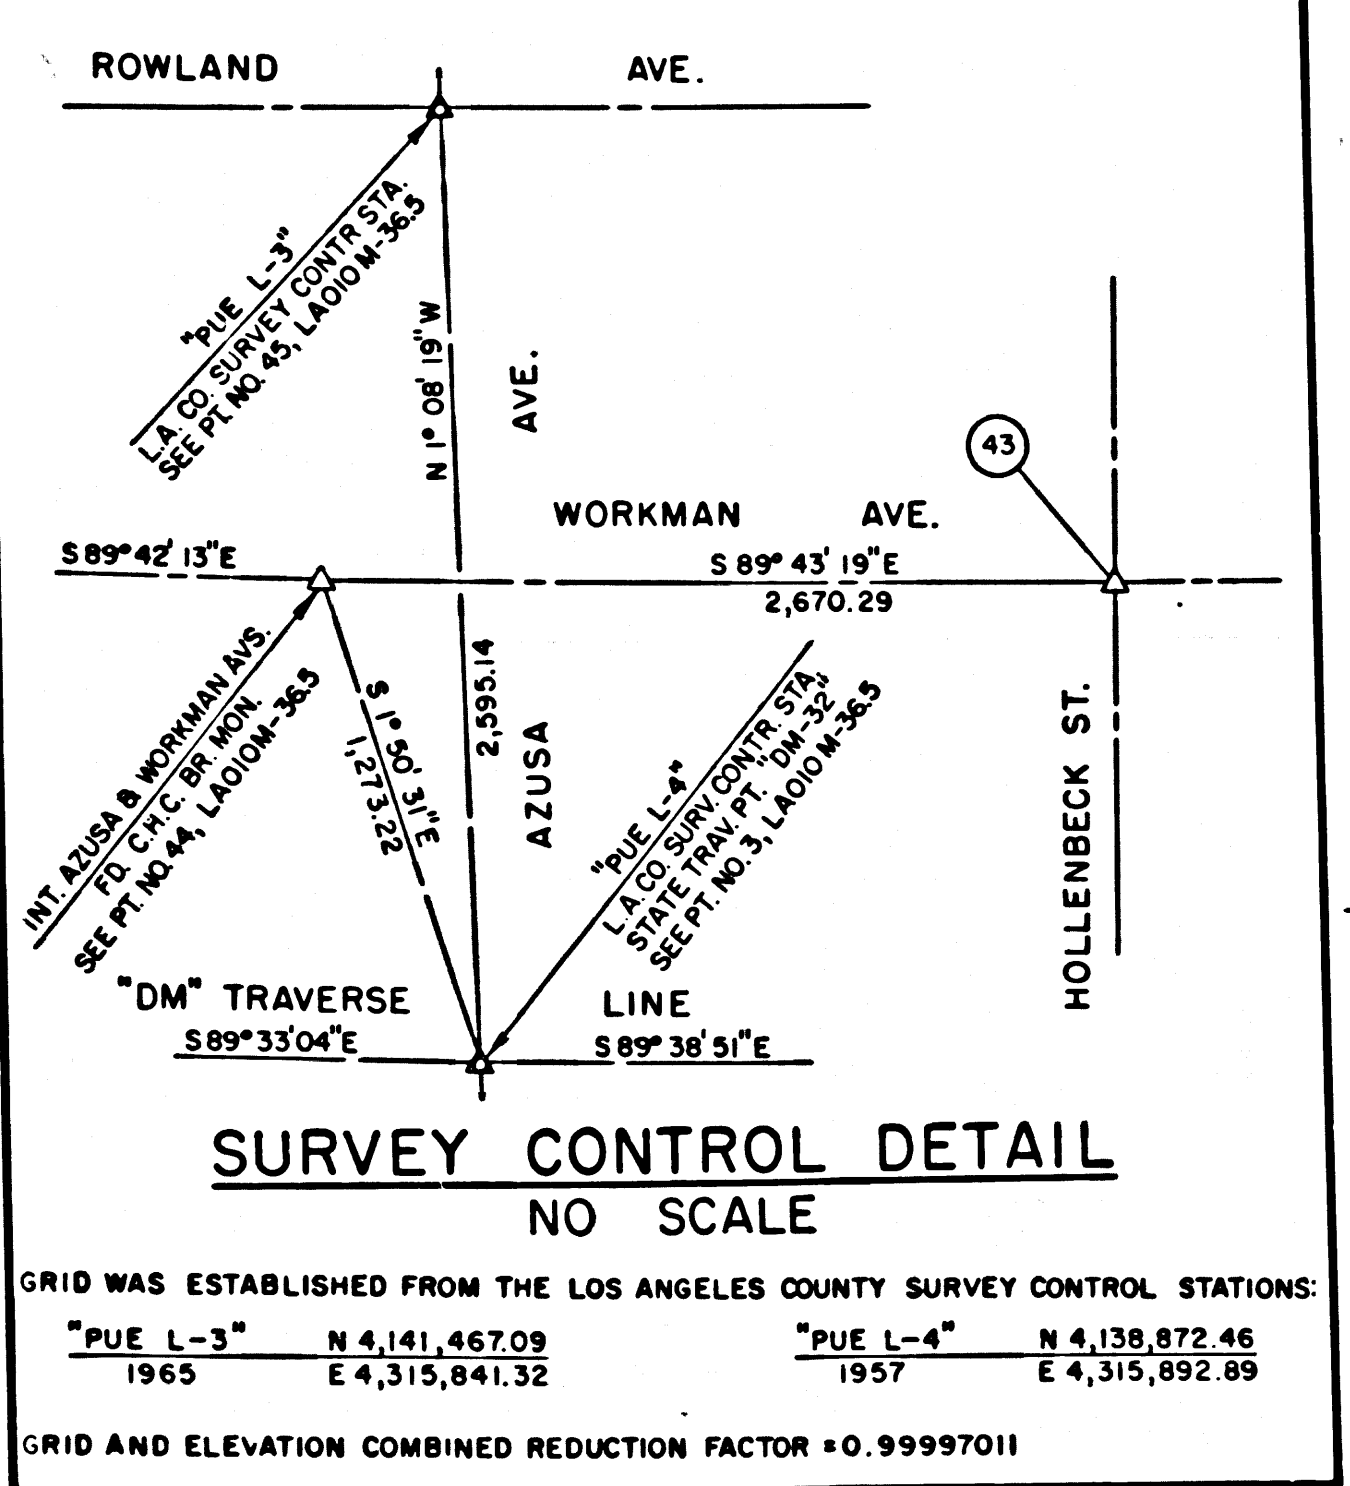 ROWLAND AVE.
"PUE L-3"
L.A. CO. SURVEY CONTR STA.
SEE PT. NO. 45, LA010M-36.5
N 1° 08' 19" W
AVE.
43
WORKMAN AVE.
S 89° 42' 13" E
S 89° 43' 19" E
2,670.29
INT. AZUSA & WORKMAN AVS.
FD. C.H.C. BR. MON.
SEE PT. NO. 44, LA010M-36.5
S 1° 50' 31" E
1,273.22
2,595.14
AZUSA
"PUE L-4"
L.A. CO. SURV. CONTR. STA.
STATE TRAV. PT. "DM-32"
SEE PT. NO. 3, LA010M-36.5
HOLLENBECK ST.
"DM" TRAVERSE LINE
S 89° 33' 04" E
S 89° 38' 51" E
SURVEY CONTROL DETAIL
NO SCALE
GRID WAS ESTABLISHED FROM THE LOS ANGELES COUNTY SURVEY CONTROL STATIONS:
"PUE L-3" N 4,141,467.09 "PUE L-4" N 4,138,872.46
1965 E 4,315,841.32 1957 E 4,315,892.89
GRID AND ELEVATION COMBINED REDUCTION FACTOR = 0.99997011